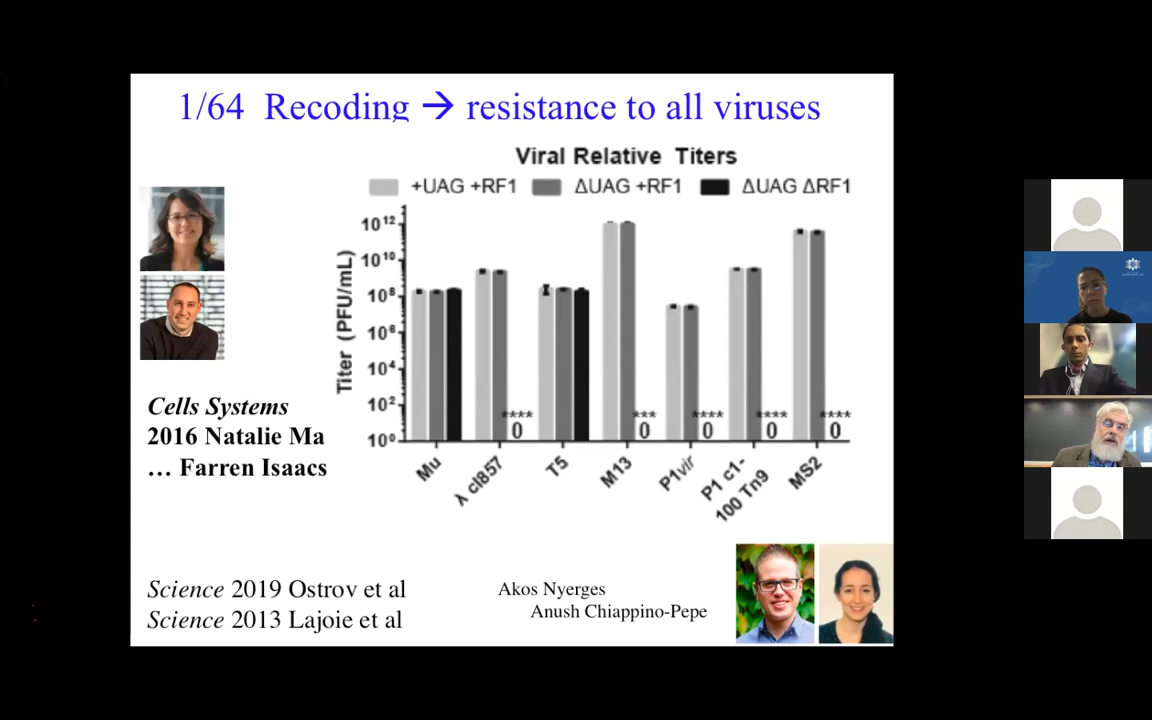 1/64 Recoding → resistance to all viruses
Viral Relative Titers
+UAG +RF1 ΔUAG +RF1 ΔUAG ΔRF1
Titer (PFU/mL)
10¹²
10¹⁰
10⁸
10⁶
10⁴
10²
10⁰
**** *** **** **** ****
0 0 0 0 0
Mu λ cI857 T5 M13 P1vir P1 c1-100 Tn9 MS2
Cells Systems
2016 Natalie Ma
… Farren Isaacs
Science 2019 Ostrov et al
Science 2013 Lajoie et al
Akos Nyerges
Anush Chiappino-Pepe